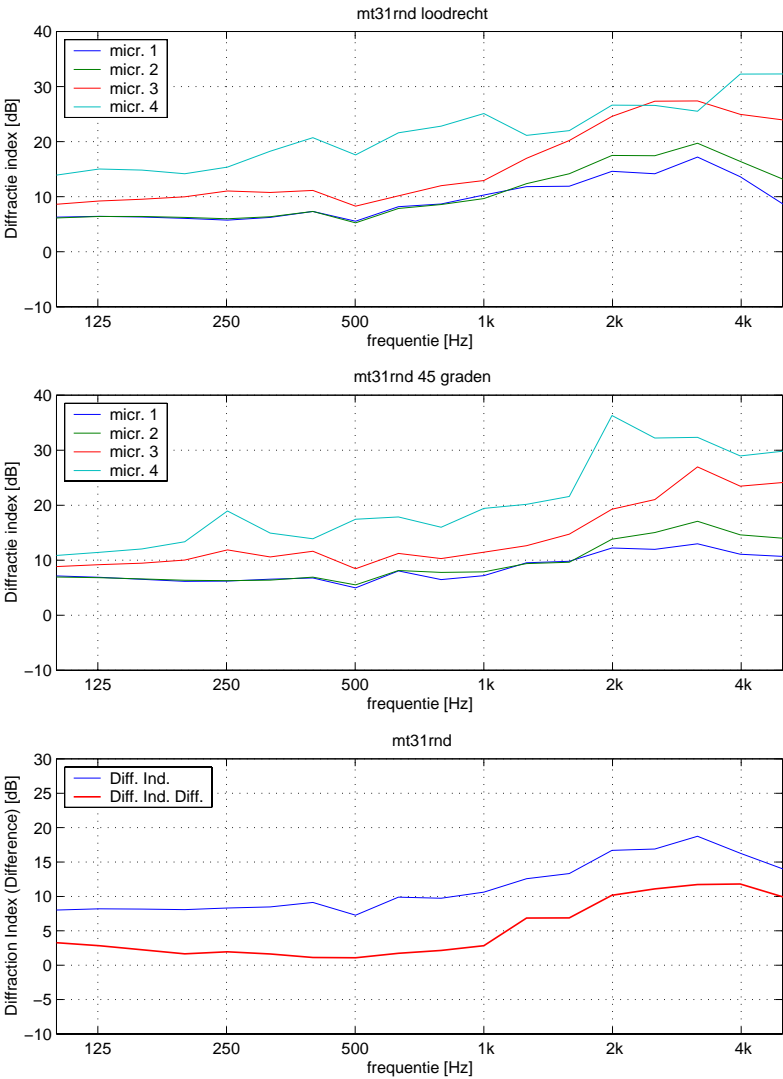 mt31rnd loodrecht
40
30
20
10
0
−10
Diffractie index [dB]
micr. 1
micr. 2
micr. 3
micr. 4
125 250 500 1k 2k 4k
frequentie [Hz]
mt31rnd 45 graden
40
30
20
10
0
−10
Diffractie index [dB]
micr. 1
micr. 2
micr. 3
micr. 4
125 250 500 1k 2k 4k
frequentie [Hz]
mt31rnd
30
25
20
15
10
5
0
−5
−10
Diffraction Index (Difference) [dB]
Diff. Ind.
Diff. Ind. Diff.
125 250 500 1k 2k 4k
frequentie [Hz]